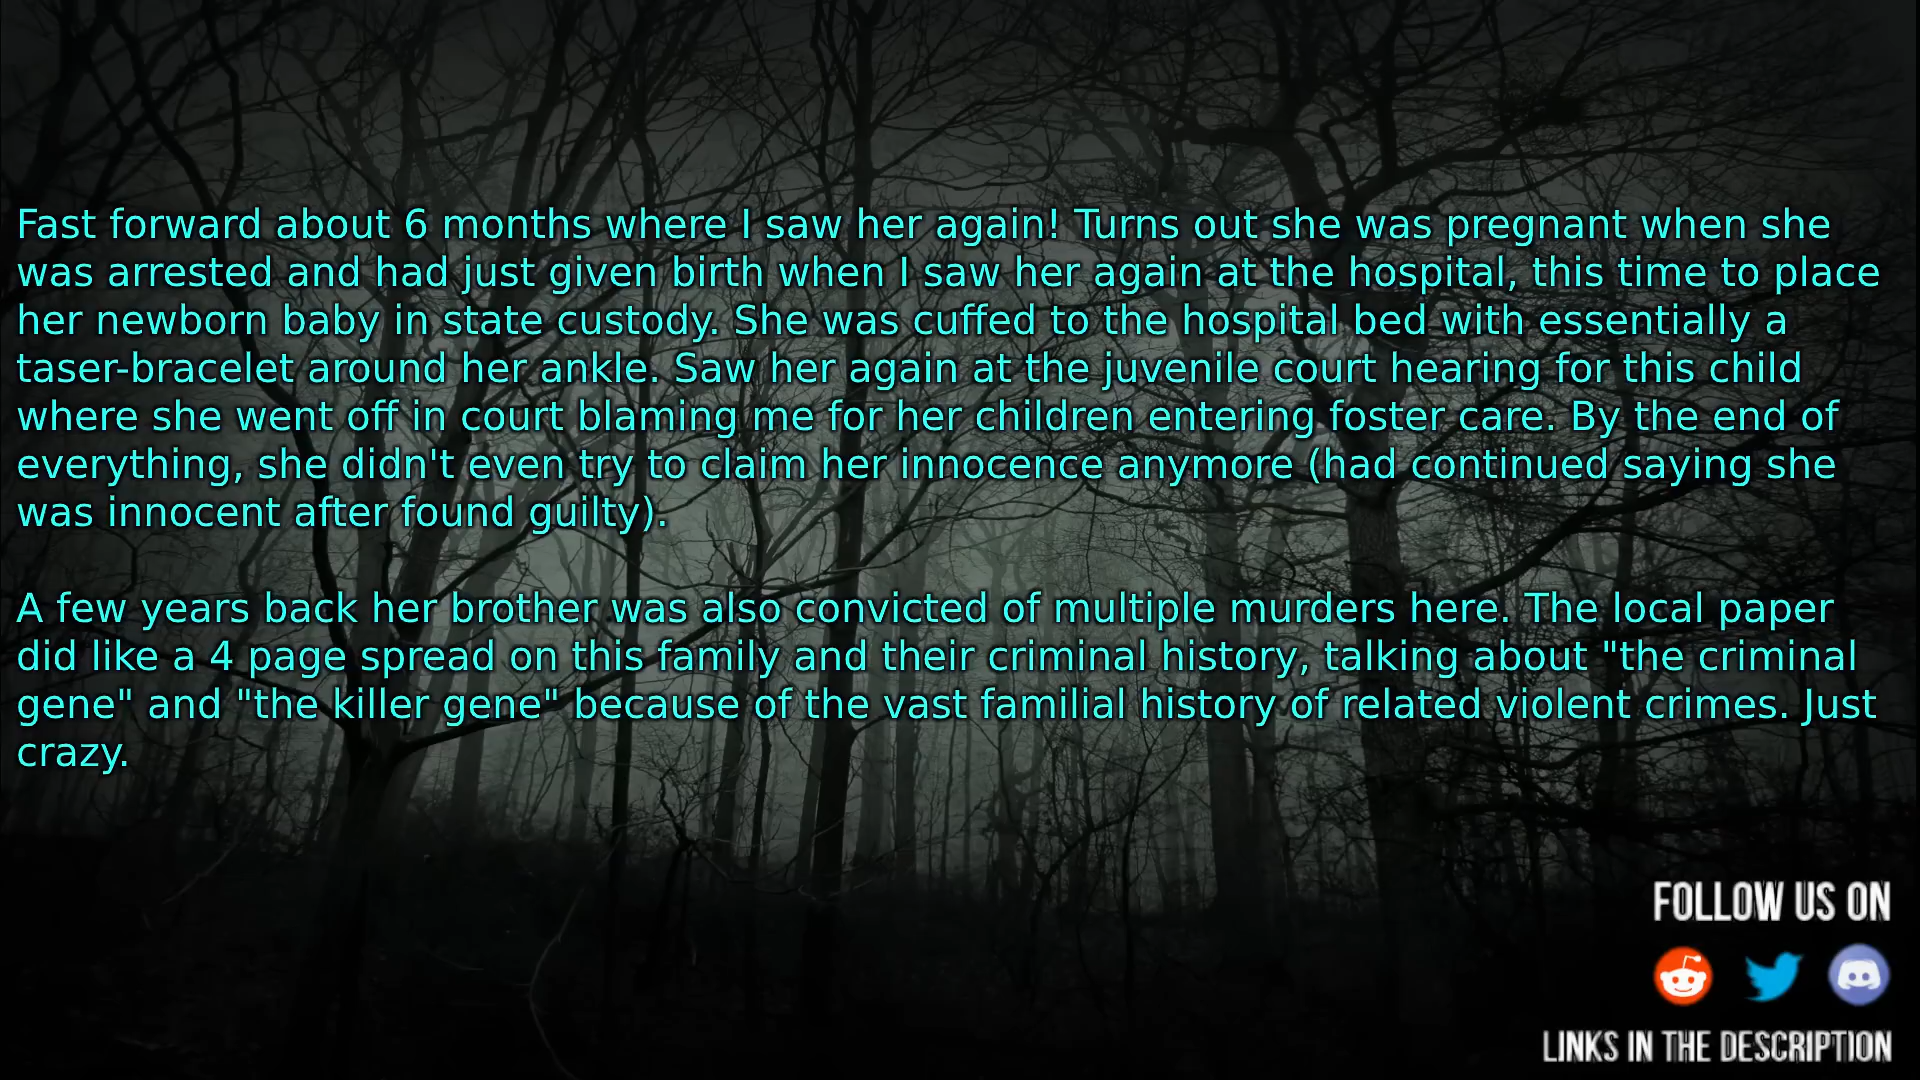 Fast forward about 6 months where I saw her again! Turns out she was pregnant when she
was arrested and had just given birth when I saw her again at the hospital, this time to place
her newborn baby in state custody. She was cuffed to the hospital bed with essentially a
taser-bracelet around her ankle. Saw her again at the juvenile court hearing for this child
where she went off in court blaming me for her children entering foster care. By the end of
everything, she didn't even try to claim her innocence anymore (had continued saying she
was innocent after found guilty).
A few years back her brother was also convicted of multiple murders here. The local paper
did like a 4 page spread on this family and their criminal history, talking about "the criminal
gene" and "the killer gene" because of the vast familial history of related violent crimes. Just
crazy.
FOLLOW US ON
LINKS IN THE DESCRIPTION